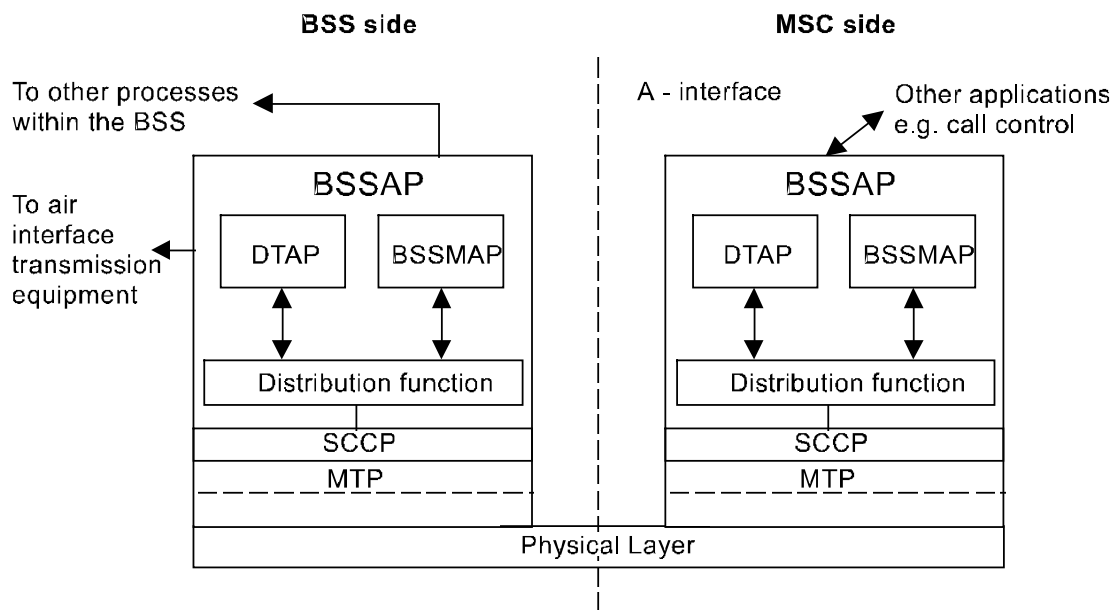 BSS side
MSC side
To other processes
within the BSS
A - interface
Other applications
e.g. call control
To air
interface
transmission
equipment
BSSAP
DTAP
BSSMAP
Distribution function
SCCP
MTP
BSSAP
DTAP
BSSMAP
Distribution function
SCCP
MTP
Physical Layer